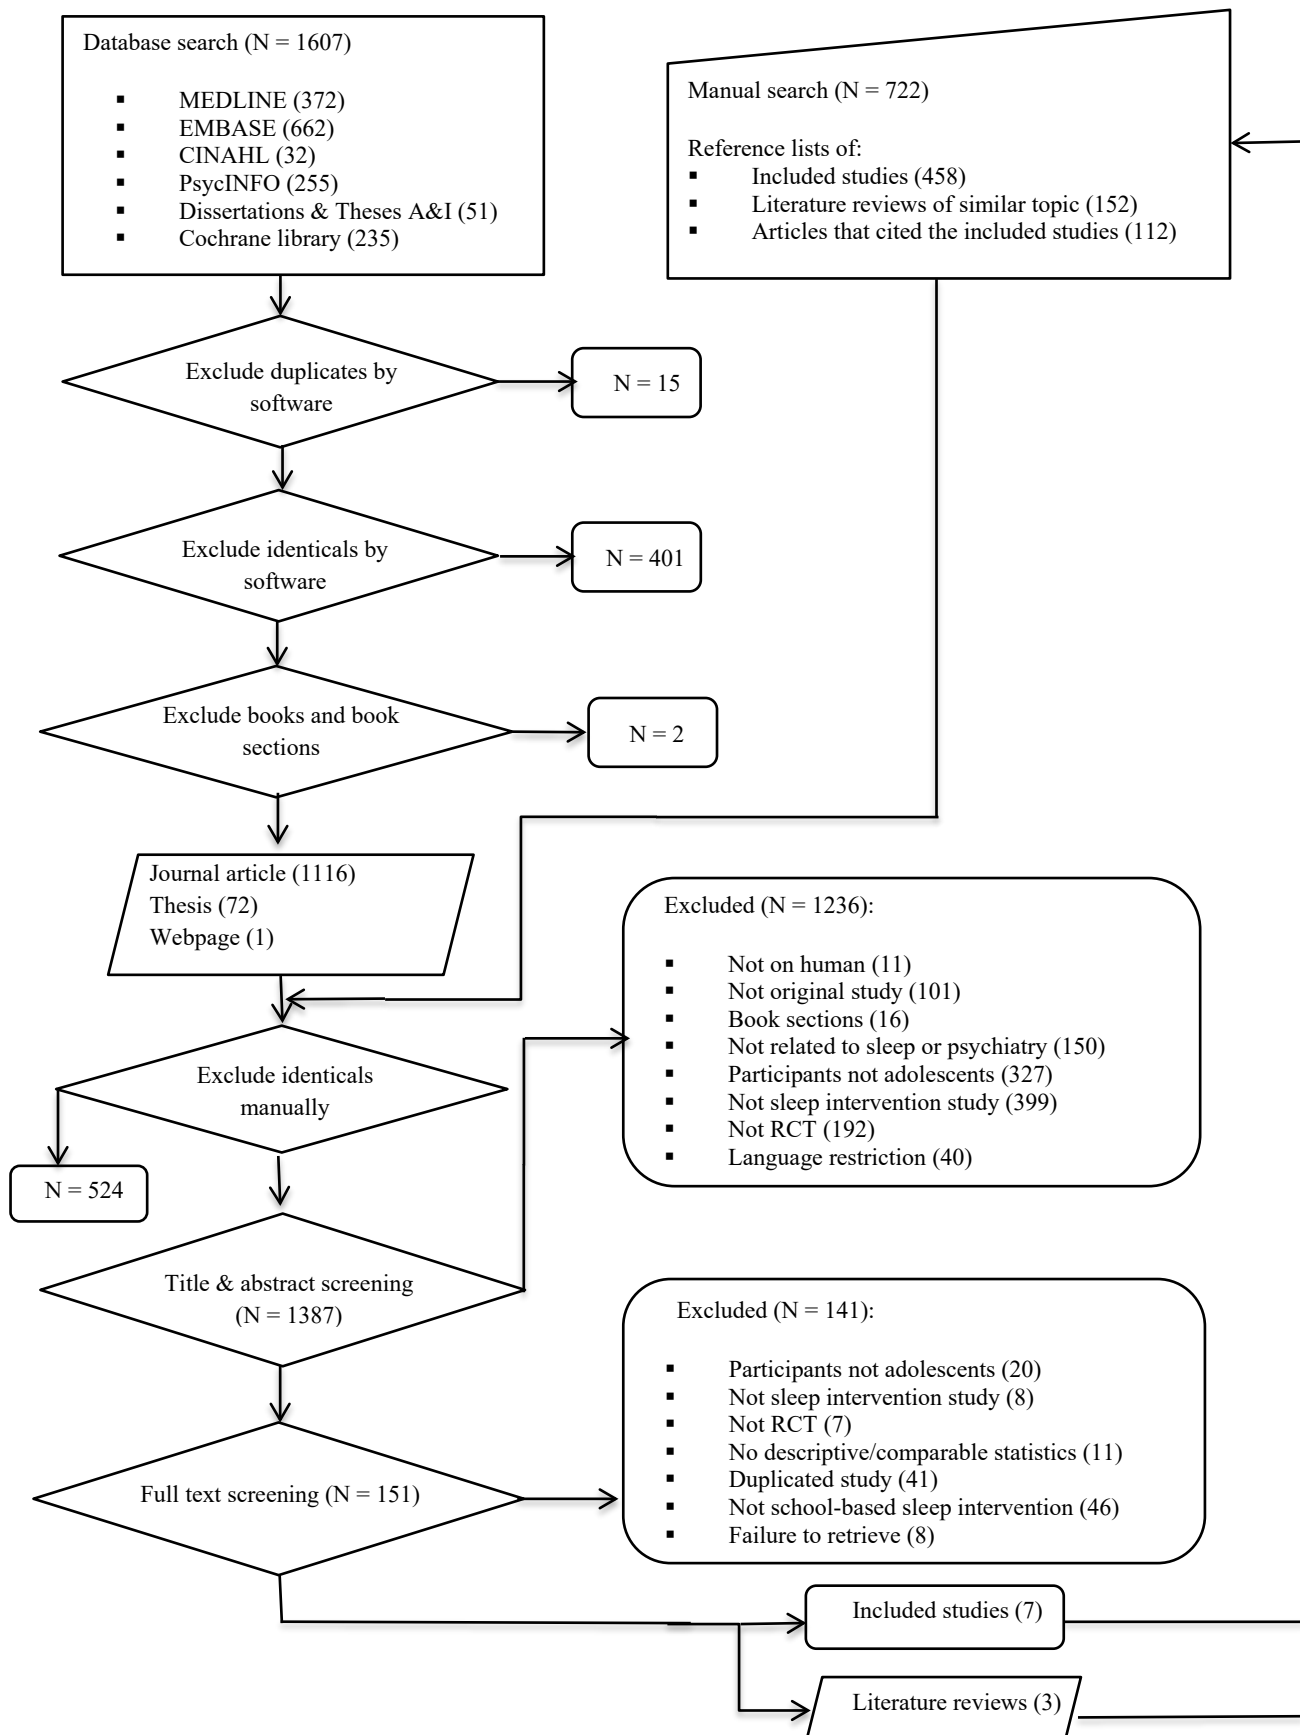 Database search (N = 1607)
▪ MEDLINE (372)
▪ EMBASE (662)
▪ CINAHL (32)
▪ PsycINFO (255)
▪ Dissertations & Theses A&I (51)
▪ Cochrane library (235)
Manual search (N = 722)
Reference lists of:
▪ Included studies (458)
▪ Literature reviews of similar topic (152)
▪ Articles that cited the included studies (112)
Exclude duplicates by
software
N = 15
Exclude identicals by
software
N = 401
Exclude books and book
sections
N = 2
Journal article (1116)
Thesis (72)
Webpage (1)
Exclude identicals
manually
N = 524
Excluded (N = 1236):
▪ Not on human (11)
▪ Not original study (101)
▪ Book sections (16)
▪ Not related to sleep or psychiatry (150)
▪ Participants not adolescents (327)
▪ Not sleep intervention study (399)
▪ Not RCT (192)
▪ Language restriction (40)
Title & abstract screening
(N = 1387)
Excluded (N = 141):
▪ Participants not adolescents (20)
▪ Not sleep intervention study (8)
▪ Not RCT (7)
▪ No descriptive/comparable statistics (11)
▪ Duplicated study (41)
▪ Not school-based sleep intervention (46)
▪ Failure to retrieve (8)
Full text screening (N = 151)
Included studies (7)
Literature reviews (3)